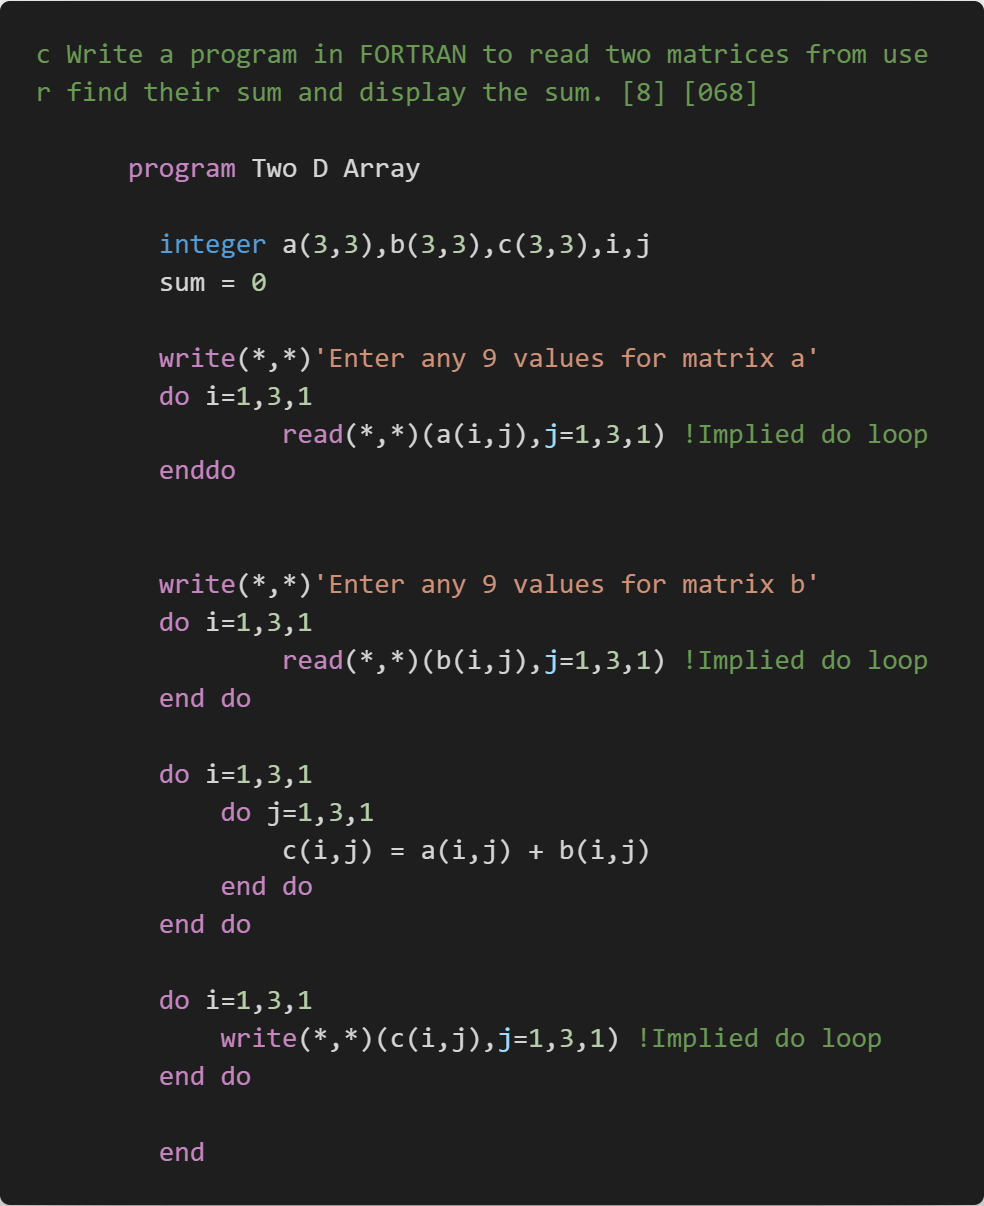 c Write a program in FORTRAN to read two matrices from use
r find their sum and display the sum. [8] [068]
program Two D Array
integer a(3,3),b(3,3),c(3,3),i,j
sum = 0
write(*,*)'Enter any 9 values for matrix a'
do i=1,3,1
read(*,*)(a(i,j),j=1,3,1) !Implied do loop
enddo
write(*,*)'Enter any 9 values for matrix b'
do i=1,3,1
read(*,*)(b(i,j),j=1,3,1) !Implied do loop
end do
do i=1,3,1
do j=1,3,1
c(i,j) = a(i,j) + b(i,j)
end do
end do
do i=1,3,1
write(*,*)(c(i,j),j=1,3,1) !Implied do loop
end do
end